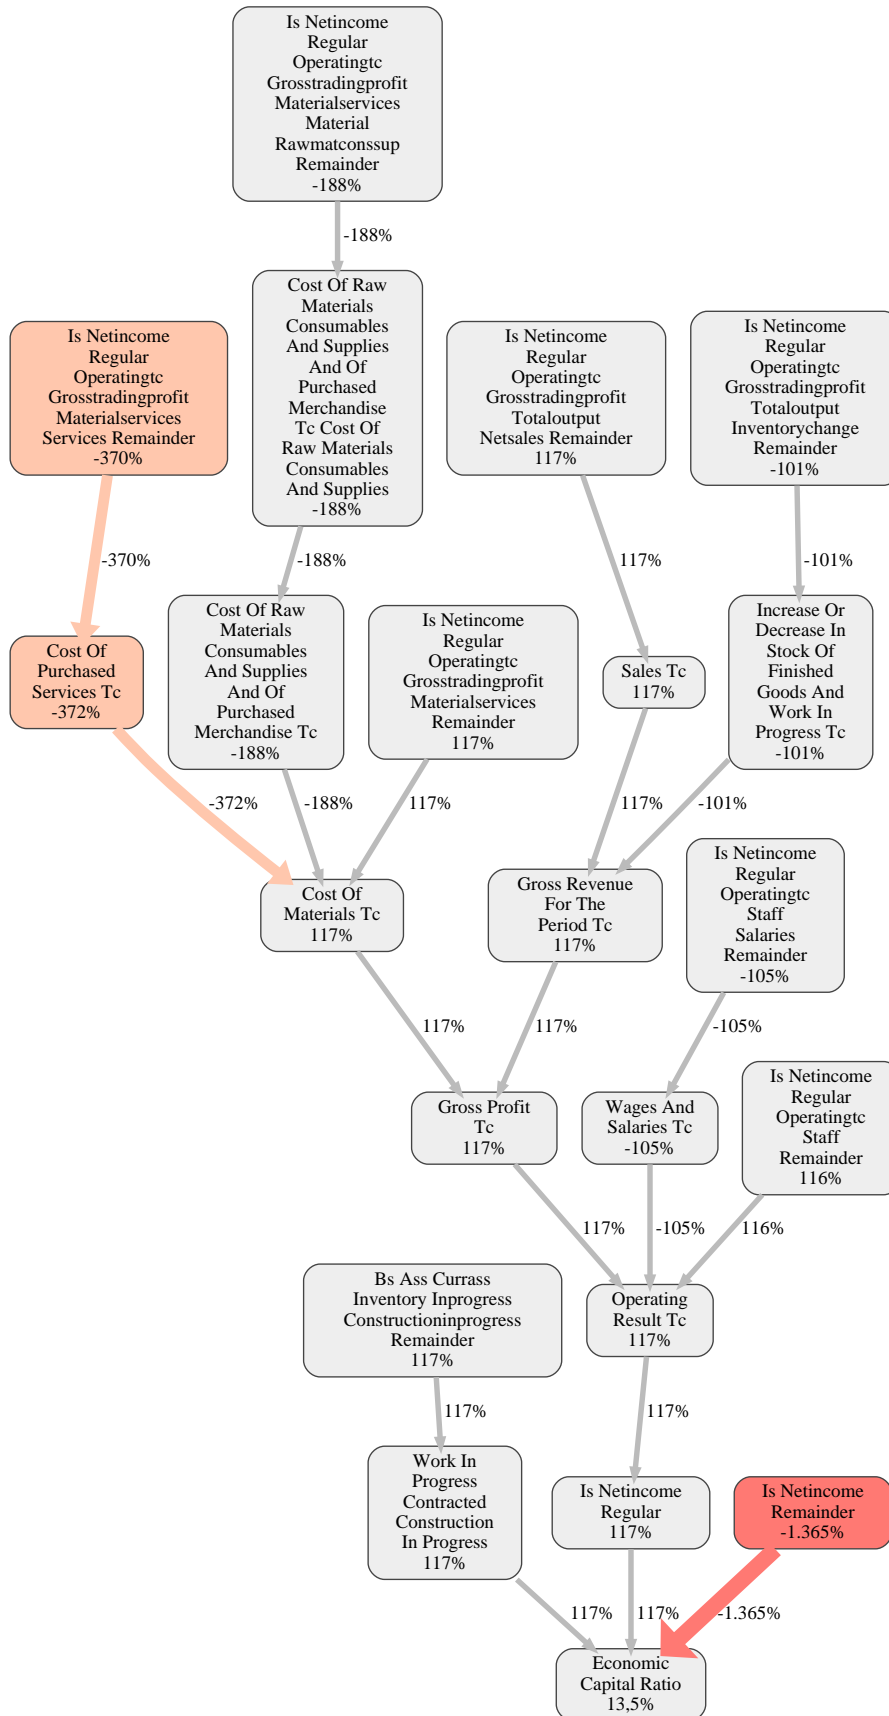 Is Netincome
Regular
Operatingtc
Grosstradingprofit
Materialservices
Material
Rawmatconssup
Remainder
-188%
-188%
Cost Of Raw
Materials
Consumables
And Supplies
And Of
Purchased
Merchandise
Tc Cost Of
Raw Materials
Consumables
And Supplies
-188%
Is Netincome
Regular
Operatingtc
Grosstradingprofit
Materialservices
Services Remainder
-370%
Is Netincome
Regular
Operatingtc
Grosstradingprofit
Totaloutput
Netsales Remainder
117%
Is Netincome
Regular
Operatingtc
Grosstradingprofit
Totaloutput
Inventorychange
Remainder
-101%
-370%
-188%
117%
-101%
Cost Of
Purchased
Services Tc
-372%
Cost Of Raw
Materials
Consumables
And Supplies
And Of
Purchased
Merchandise Tc
-188%
Is Netincome
Regular
Operatingtc
Grosstradingprofit
Materialservices
Remainder
117%
Sales Tc
117%
Increase Or
Decrease In
Stock Of
Finished
Goods And
Work In
Progress Tc
-101%
-372%
-188%
117%
117%
-101%
Cost Of
Materials Tc
117%
Gross Revenue
For The
Period Tc
117%
Is Netincome
Regular
Operatingtc
Staff
Salaries
Remainder
-105%
117%
117%
-105%
Gross Profit
Tc
117%
Wages And
Salaries Tc
-105%
Is Netincome
Regular
Operatingtc
Staff
Remainder
116%
117%
-105%
116%
Bs Ass Currass
Inventory Inprogress
Constructioninprogress
Remainder
117%
Operating
Result Tc
117%
117%
117%
Work In
Progress
Contracted
Construction
In Progress
117%
Is Netincome
Regular
117%
Is Netincome
Remainder
-1.365%
117%
117%
-1.365%
Economic
Capital Ratio
13,5%